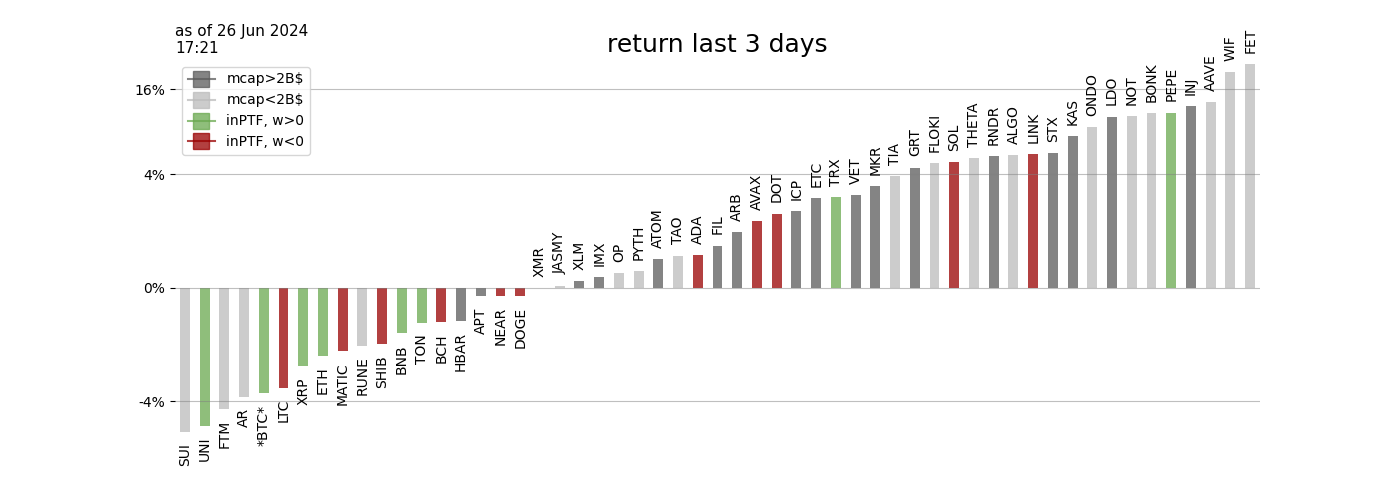 as of 26 Jun 2024
17:21
return last 3 days
mcap>2B$
mcap<2B$
inPTF, w>0
inPTF, w<0
16%
4%
0%
-4%
SUI
UNI
FTM
AR
*BTC*
LTC
XRP
ETH
MATIC
RUNE
SHIB
BNB
TON
BCH
HBAR
APT
NEAR
DOGE
XMR
JASMY
XLM
IMX
OP
PYTH
ATOM
TAO
ADA
FIL
ARB
AVAX
DOT
ICP
ETC
TRX
VET
MKR
TIA
GRT
FLOKI
SOL
THETA
RNDR
ALGO
LINK
STX
KAS
ONDO
LDO
NOT
BONK
PEPE
INJ
AAVE
WIF
FET